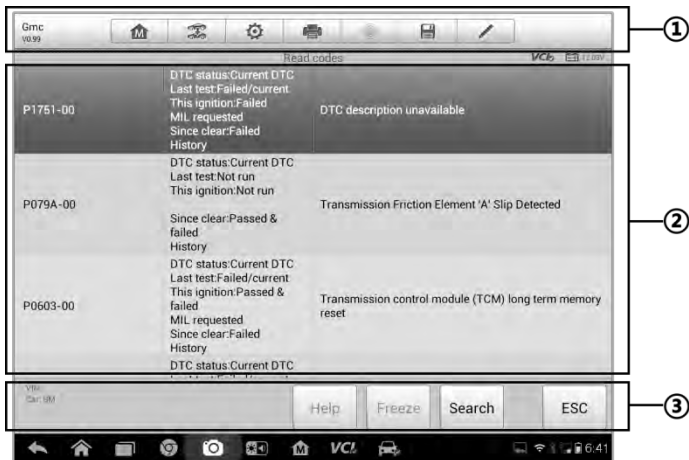 Gmc
V0.99
M
①
Read codes
VCI
P1751-00
DTC status:Current DTC
Last test:Failed/current
This ignition:Failed
MIL requested
Since clear:Failed
History
DTC description unavailable
P079A-00
DTC status:Current DTC
Last test:Not run
This ignition:Not run
Since clear:Passed &
failed
History
Transmission Friction Element 'A' Slip Detected
②
P0603-00
DTC status:Current DTC
Last test:Failed/current
This ignition:Passed &
failed
MIL requested
Since clear:Failed
History
Transmission control module (TCM) long term memory
reset
DTC status:Current DTC
VIN:
Car: GM
Help
Freeze
Search
ESC
③
M
VCI
6:41